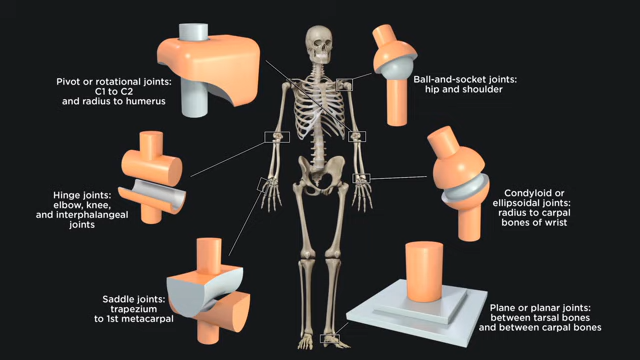 Pivot or rotational joints:
C1 to C2
and radius to humerus
Ball-and-socket joints:
hip and shoulder
Hinge joints:
elbow, knee,
and interphalangeal
joints
Condyloid or
ellipsoidal joints:
radius to carpal
bones of wrist
Saddle joints:
trapezium
to 1st metacarpal
Plane or planar joints:
between tarsal bones
and between carpal bones